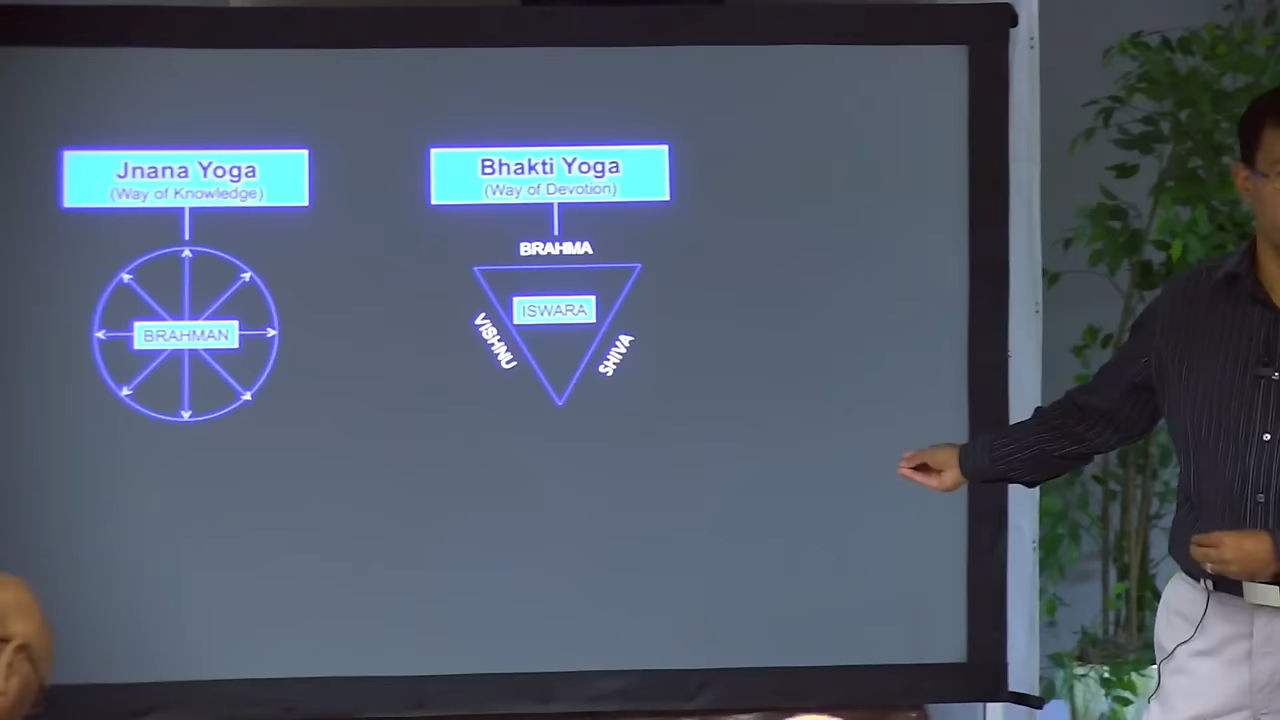 Jnana Yoga
(Way of Knowledge)
BRAHMAN
Bhakti Yoga
(Way of Devotion)
BRAHMA
ISWARA
VISHNU
SHIVA